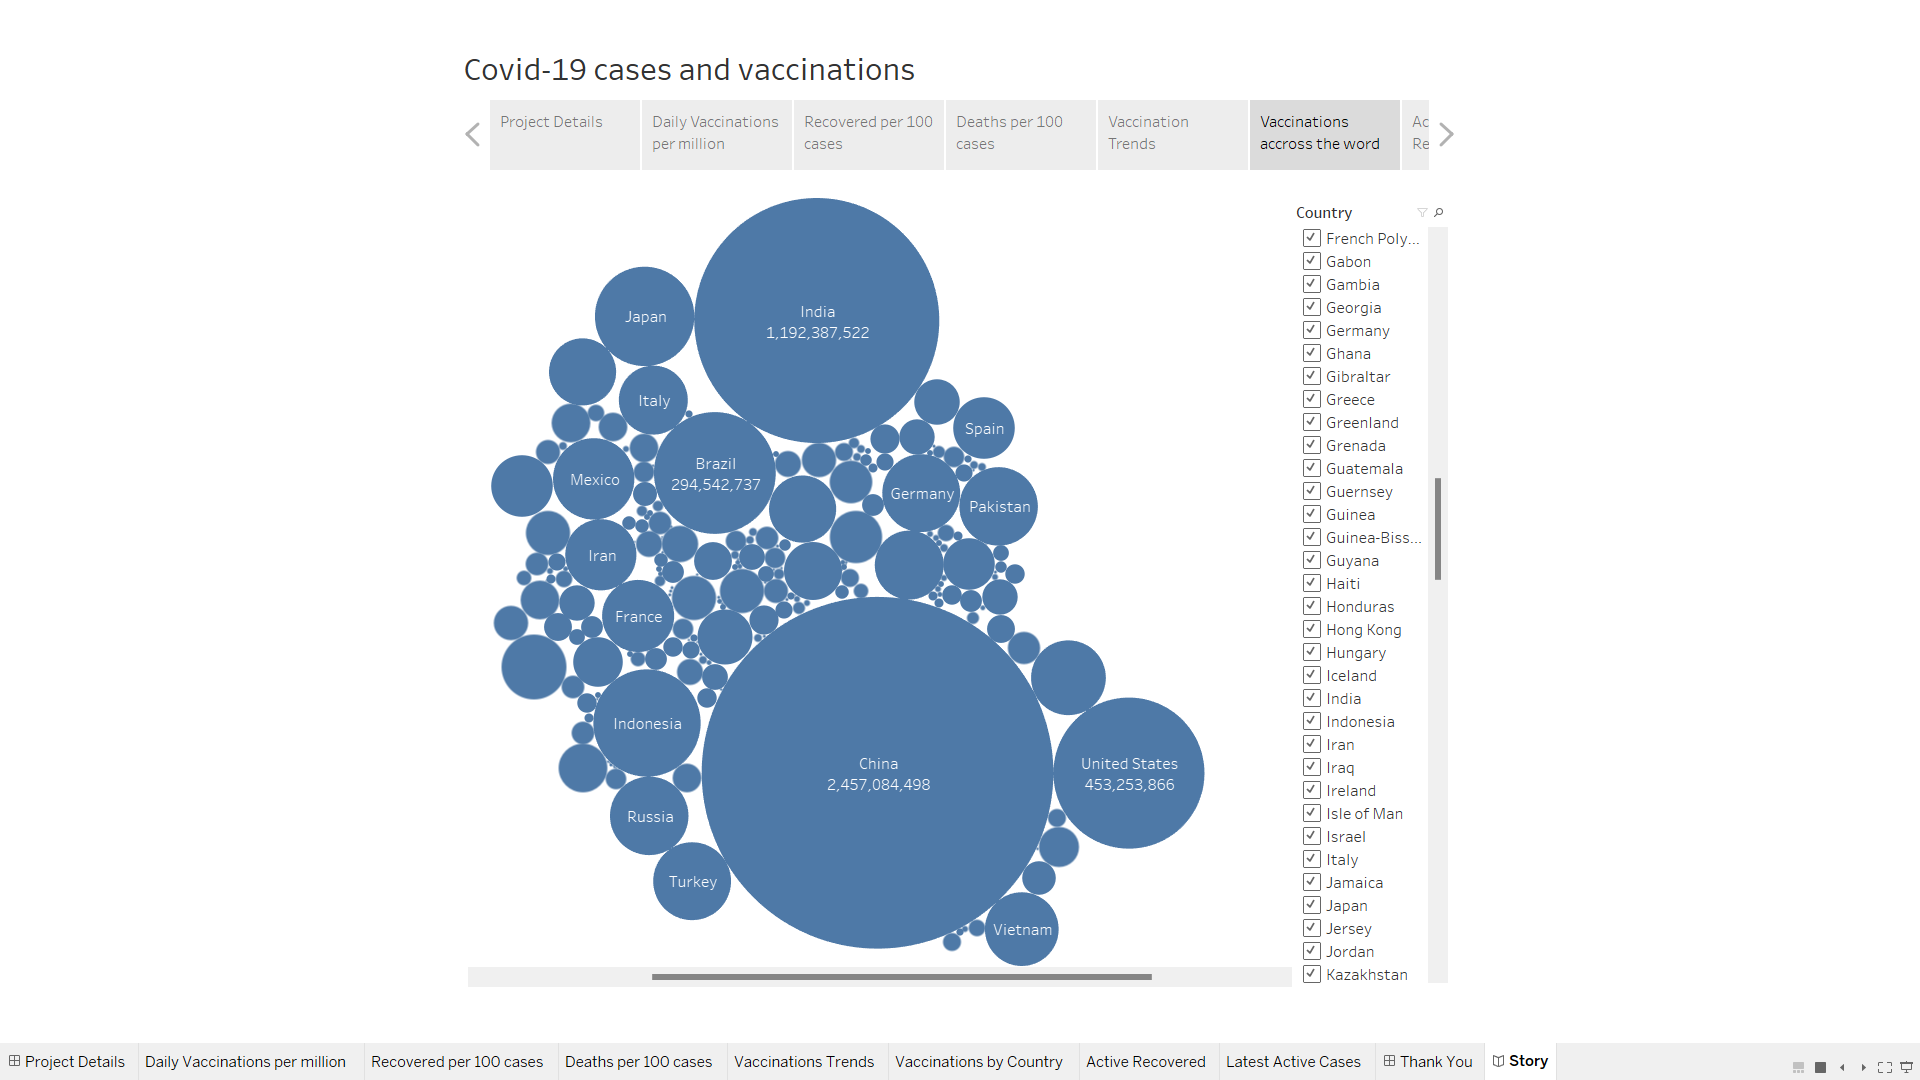 Covid-19 cases and vaccinations
Project Details
Daily Vaccinations
per million
Recovered per 100
cases
Deaths per 100
cases
Vaccination
Trends
Vaccinations
accross the word
Ac
Re
India
1,192,387,522
Japan
Italy
Spain
Brazil
294,542,737
Mexico
Germany
Pakistan
Iran
France
Indonesia
China
2,457,084,498
United States
453,253,866
Russia
Turkey
Vietnam
Country
French Poly...
Gabon
Gambia
Georgia
Germany
Ghana
Gibraltar
Greece
Greenland
Grenada
Guatemala
Guernsey
Guinea
Guinea-Biss...
Guyana
Haiti
Honduras
Hong Kong
Hungary
Iceland
India
Indonesia
Iran
Iraq
Ireland
Isle of Man
Israel
Italy
Jamaica
Japan
Jersey
Jordan
Kazakhstan
Project Details
Daily Vaccinations per million
Recovered per 100 cases
Deaths per 100 cases
Vaccinations Trends
Vaccinations by Country
Active Recovered
Latest Active Cases
Thank You
Story